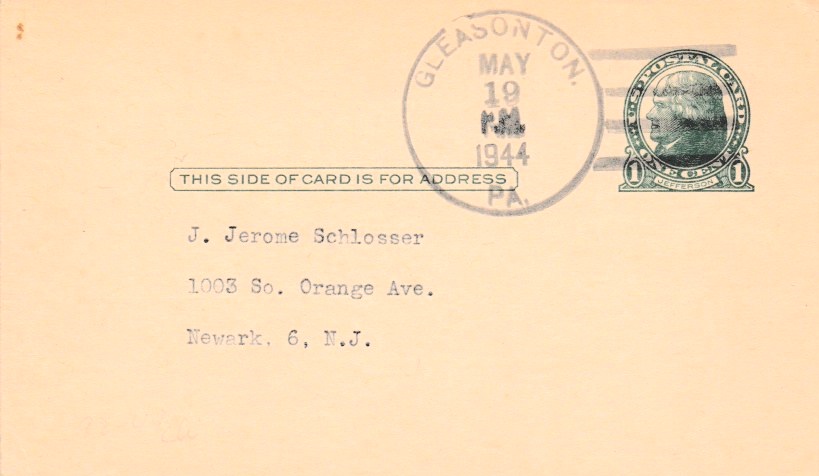 GLEASONTON,
MAY
19
P.M.
1944
PA.
U.S. POSTAL CARD
ONE CENT
1 JEFFERSON 1
THIS SIDE OF CARD IS FOR ADDRESS
J. Jerome Schlosser
1003 So. Orange Ave.
Newark. 6, N.J.